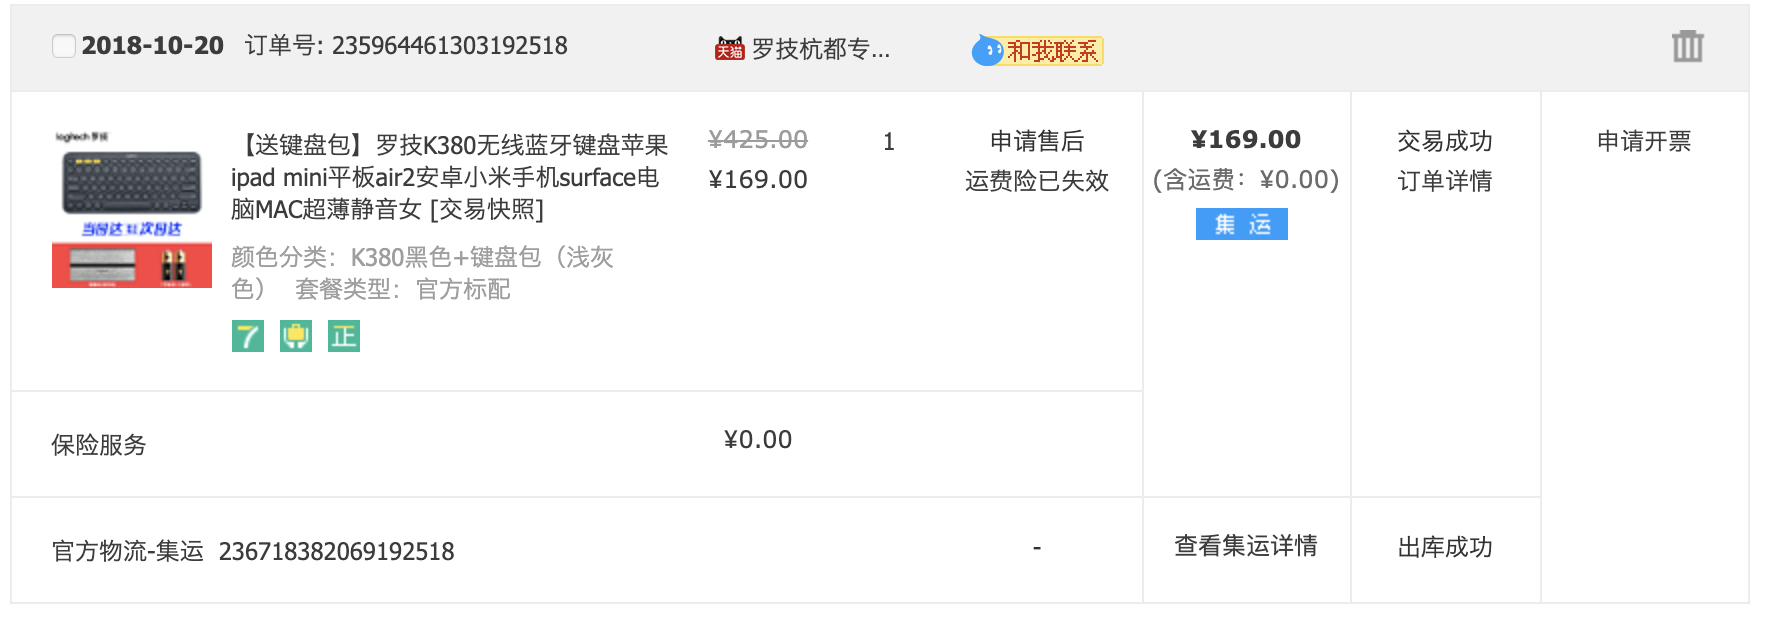 2018-10-20 订单号: 235964461303192518 天猫 罗技杭都专... 和我联系
logitech 罗技
当日达 或 次日达
【送键盘包】罗技K380无线蓝牙键盘苹果
ipad mini平板air2安卓小米手机surface电
脑MAC超薄静音女 [交易快照]
颜色分类：K380黑色+键盘包（浅灰
色） 套餐类型：官方标配
7 正
¥425.00
¥169.00
1
申请售后
运费险已失效
¥169.00
(含运费：¥0.00)
集 运
交易成功
订单详情
申请开票
保险服务 ¥0.00
官方物流-集运 236718382069192518 - 查看集运详情 出库成功